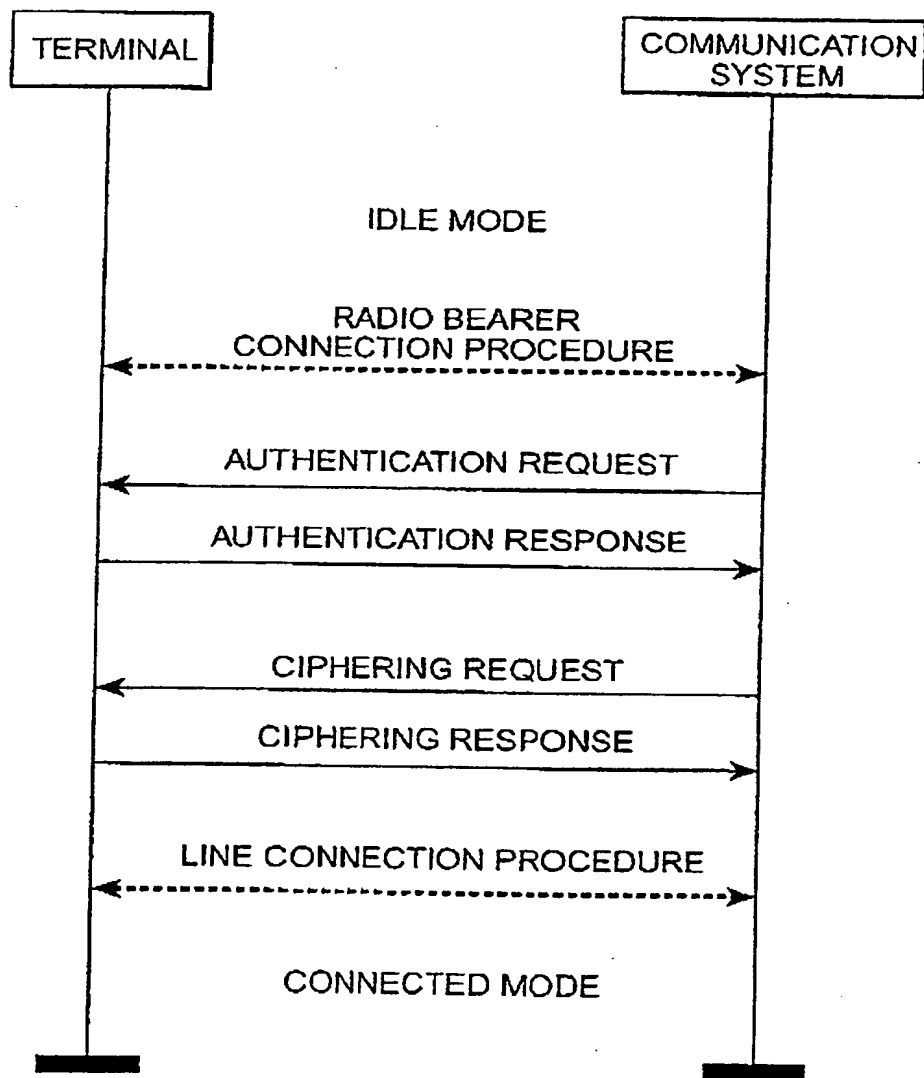 TERMINAL
COMMUNICATION
SYSTEM
IDLE MODE
RADIO BEARER
CONNECTION PROCEDURE
AUTHENTICATION REQUEST
AUTHENTICATION RESPONSE
CIPHERING REQUEST
CIPHERING RESPONSE
LINE CONNECTION PROCEDURE
CONNECTED MODE